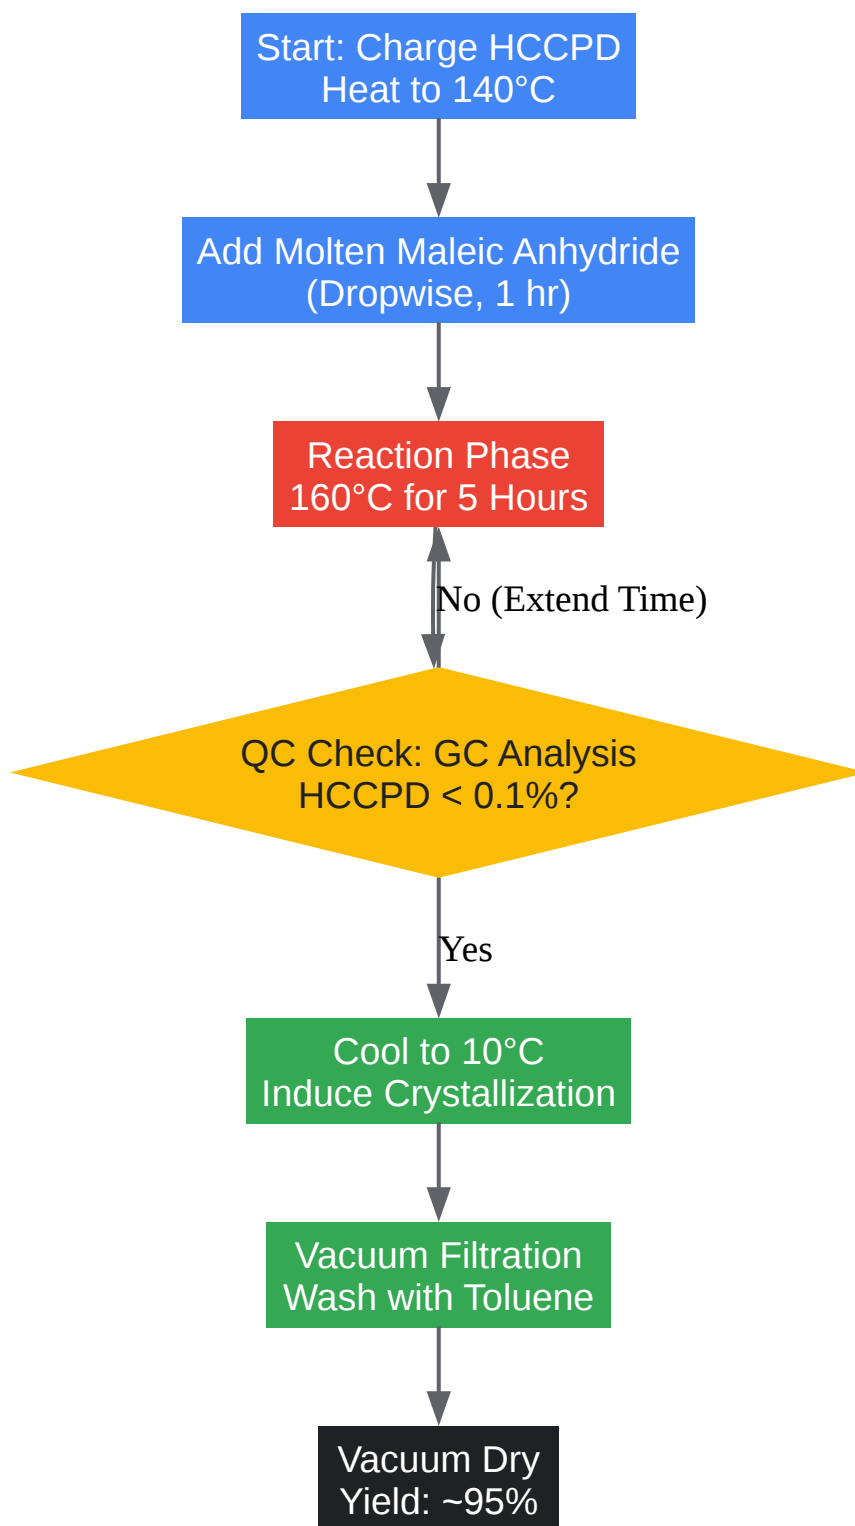 Start: Charge HCCPD
Heat to 140°C
Add Molten Maleic Anhydride
(Dropwise, 1 hr)
Reaction Phase
160°C for 5 Hours
No (Extend Time)
QC Check: GC Analysis
HCCPD < 0.1%?
Yes
Cool to 10°C
Induce Crystallization
Vacuum Filtration
Wash with Toluene
Vacuum Dry
Yield: ~95%